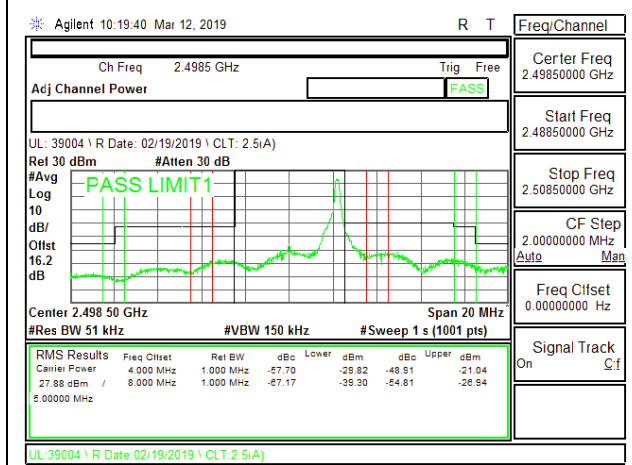 Agilent 10:19:40 Mar 12, 2019 R T
Freq/Channel
Ch Freq 2.4985 GHz Trig Free
Adj Channel Power PASS
Center Freq
2.49850000 GHz
Start Freq
2.48850000 GHz
Stop Freq
2.50850000 GHz
CF Step
2.00000000 MHz
Auto Man
Freq Offset
0.00000000 Hz
Signal Track
On Off
UL: 39004 \ R Date: 02/19/2019 \ CLT: 2.5(A)
Ref 30 dBm #Atten 30 dB
#Avg
Log
10
dB/
Offst
16.2
dB
PASS LIMIT1
Center 2.498 50 GHz Span 20 MHz
#Res BW 51 kHz #VBW 150 kHz #Sweep 1 s (1001 pts)
RMS Results Freq Offset Ref BW dBc Lower dBm dBc Upper dBm
Carrier Power 4.000 MHz 1.000 MHz -57.70 -29.82 -48.91 -21.04
27.88 dBm / 8.000 MHz 1.000 MHz -67.17 -39.30 -54.81 -26.94
5.00000 MHz
UL:39004 \ R Date:02/19/2019 \ CLT:2.5(A)